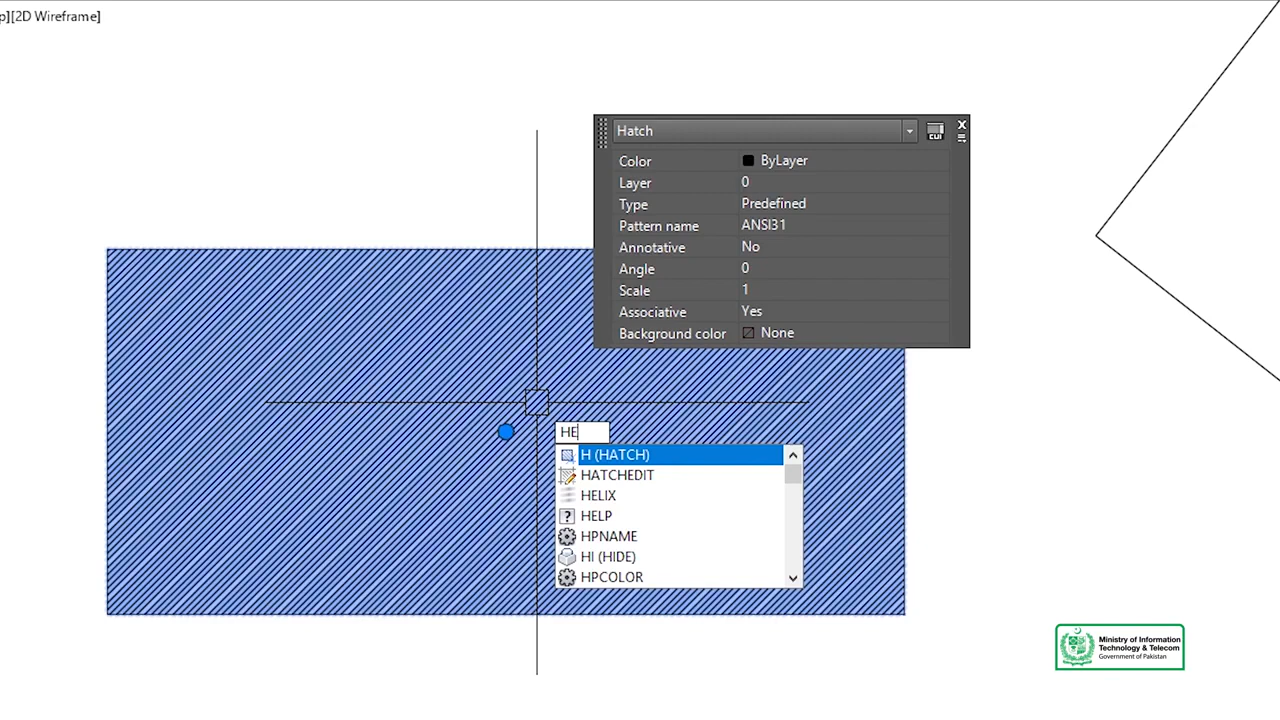 p][2D Wireframe]
Hatch
CUI
Color ByLayer
Layer 0
Type Predefined
Pattern name ANSI31
Annotative No
Angle 0
Scale 1
Associative Yes
Background color None
HE
H (HATCH)
HATCHEDIT
HELIX
HELP
HPNAME
HI (HIDE)
HPCOLOR
Ministry of Information
Technology & Telecom
Government of Pakistan